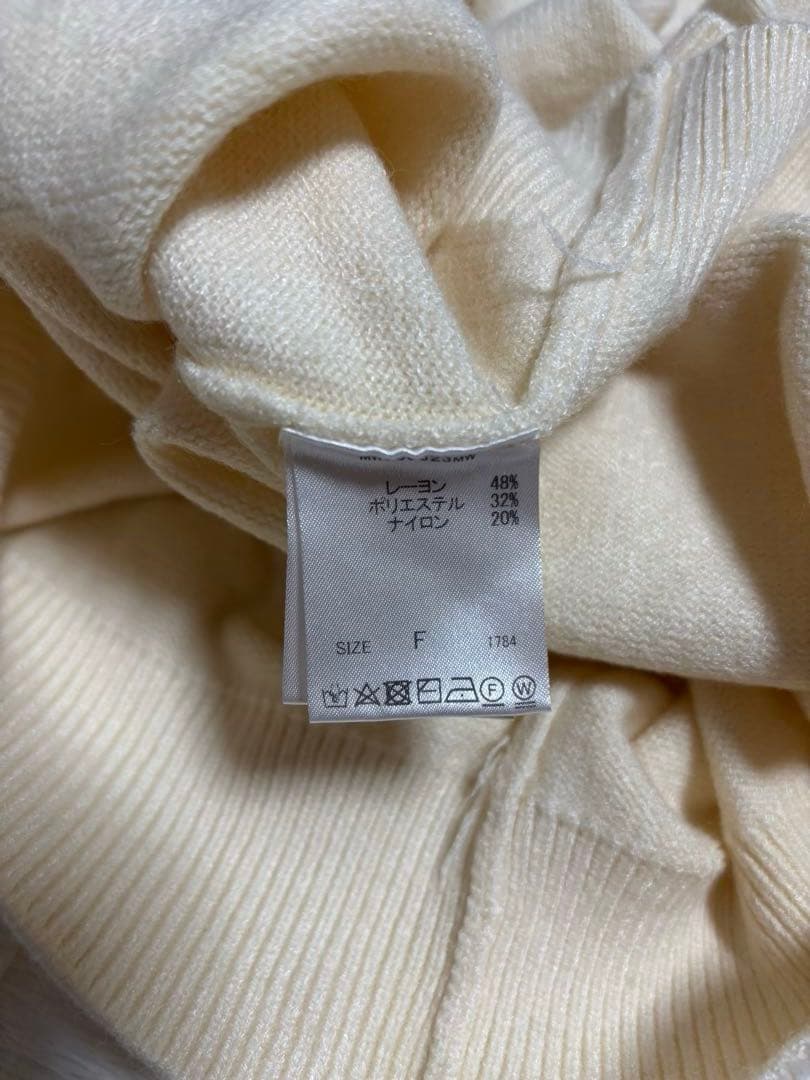 レーヨン 48%
ポリエステル 32%
ナイロン 20%
SIZE F 1784
F W